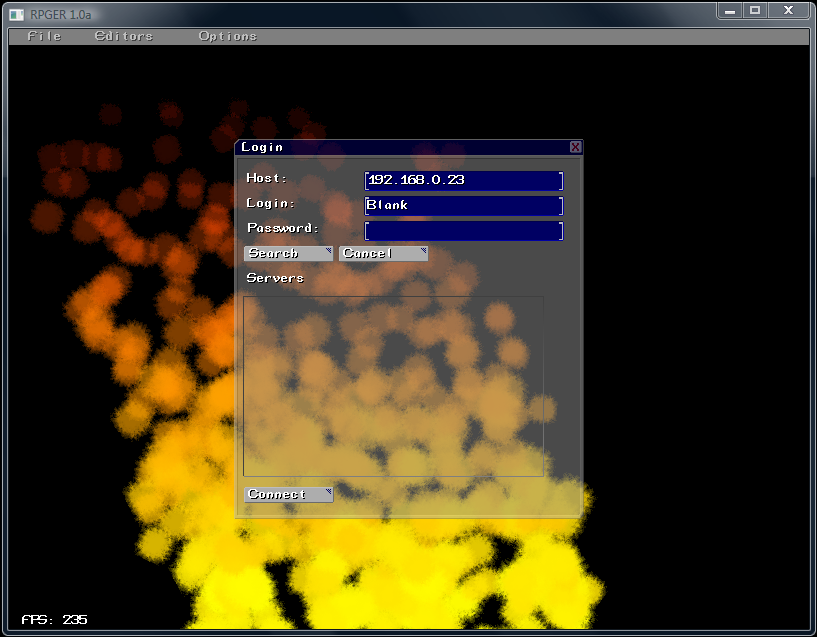 RPGER 1.0a
File Editors Options
Login
Host: 192.168.0.23
Login: Blank
Password:
Search Cancel
Servers
Connect
FPS: 235